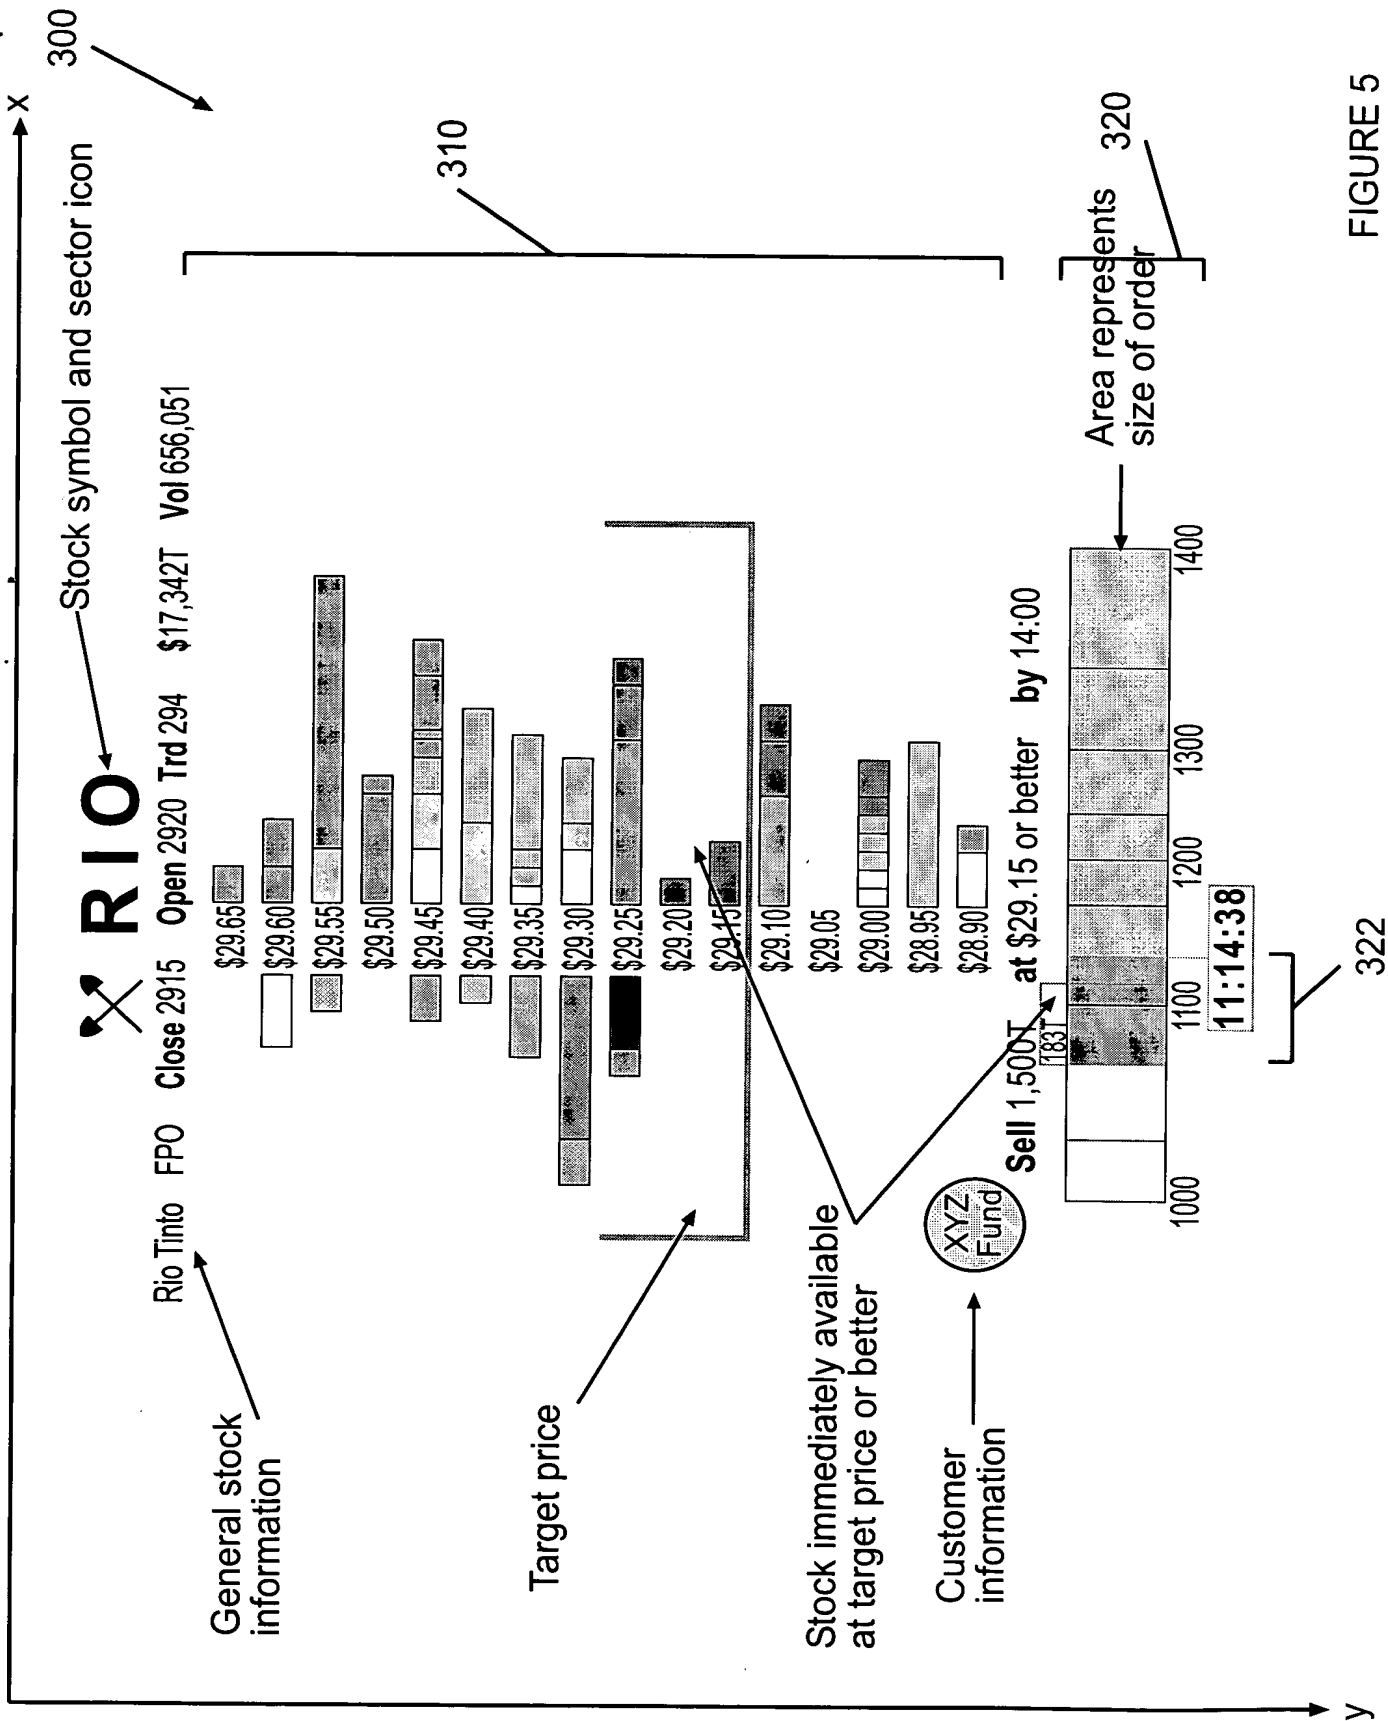 x
300
Stock symbol and sector icon
RIO
Rio Tinto FPO Close 2915 Open 2920 Trd 294 $17,342T Vol 656,051
General stock
information
310
$29.65
$29.60
$29.55
$29.50
$29.45
$29.40
$29.35
$29.30
$29.25
$29.20
$29.15
$29.10
$29.05
$29.00
$28.95
$28.90
Target price
Stock immediately available
at target price or better
Customer
information
XYZ
Fund
Sell 1,500T at $29.15 or better by 14:00
183T
Area represents
size of order
320
1000 1100 1200 1300 1400
11:14:38
322
y
FIGURE 5